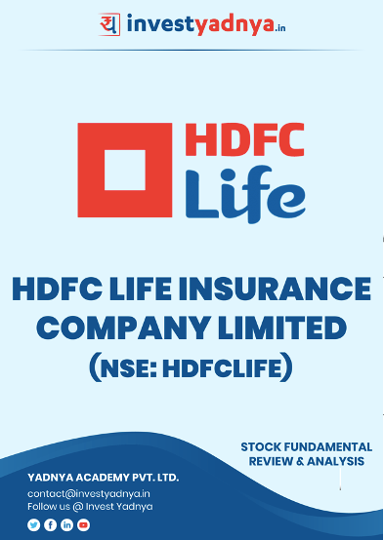 investyadnya.in
HDFC
Life
HDFC LIFE INSURANCE
COMPANY LIMITED
(NSE: HDFCLIFE)
STOCK FUNDAMENTAL
REVIEW & ANALYSIS
YADNYA ACADEMY PVT. LTD.
contact@investyadnya.in
Follow us @ Invest Yadnya